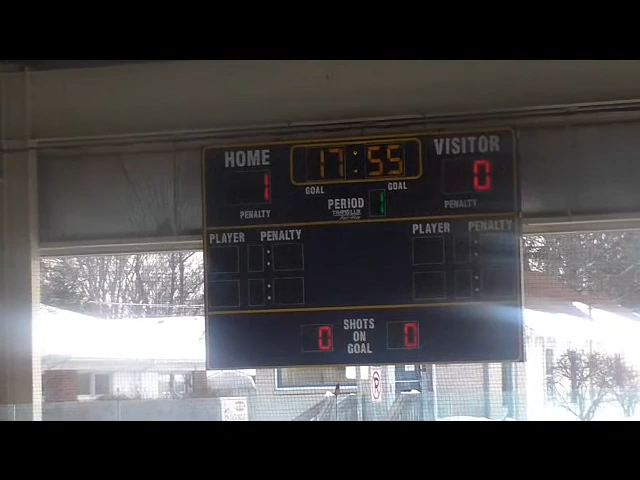 HOME 17:55 VISITOR
1 GOAL GOAL 0
PENALTY PERIOD 1 PENALTY
PLAYER PENALTY PLAYER PENALTY
0 SHOTS ON GOAL 0
P